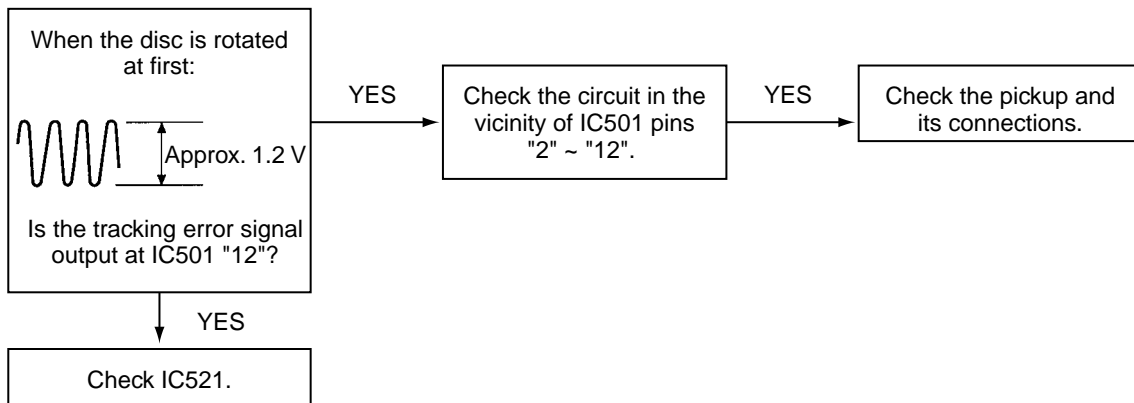 When the disc is rotated
at first:
Approx. 1.2 V
Is the tracking error signal
output at IC501 "12"?
YES
Check the circuit in the
vicinity of IC501 pins
"2" ~ "12".
YES
Check the pickup and
its connections.
YES
Check IC521.